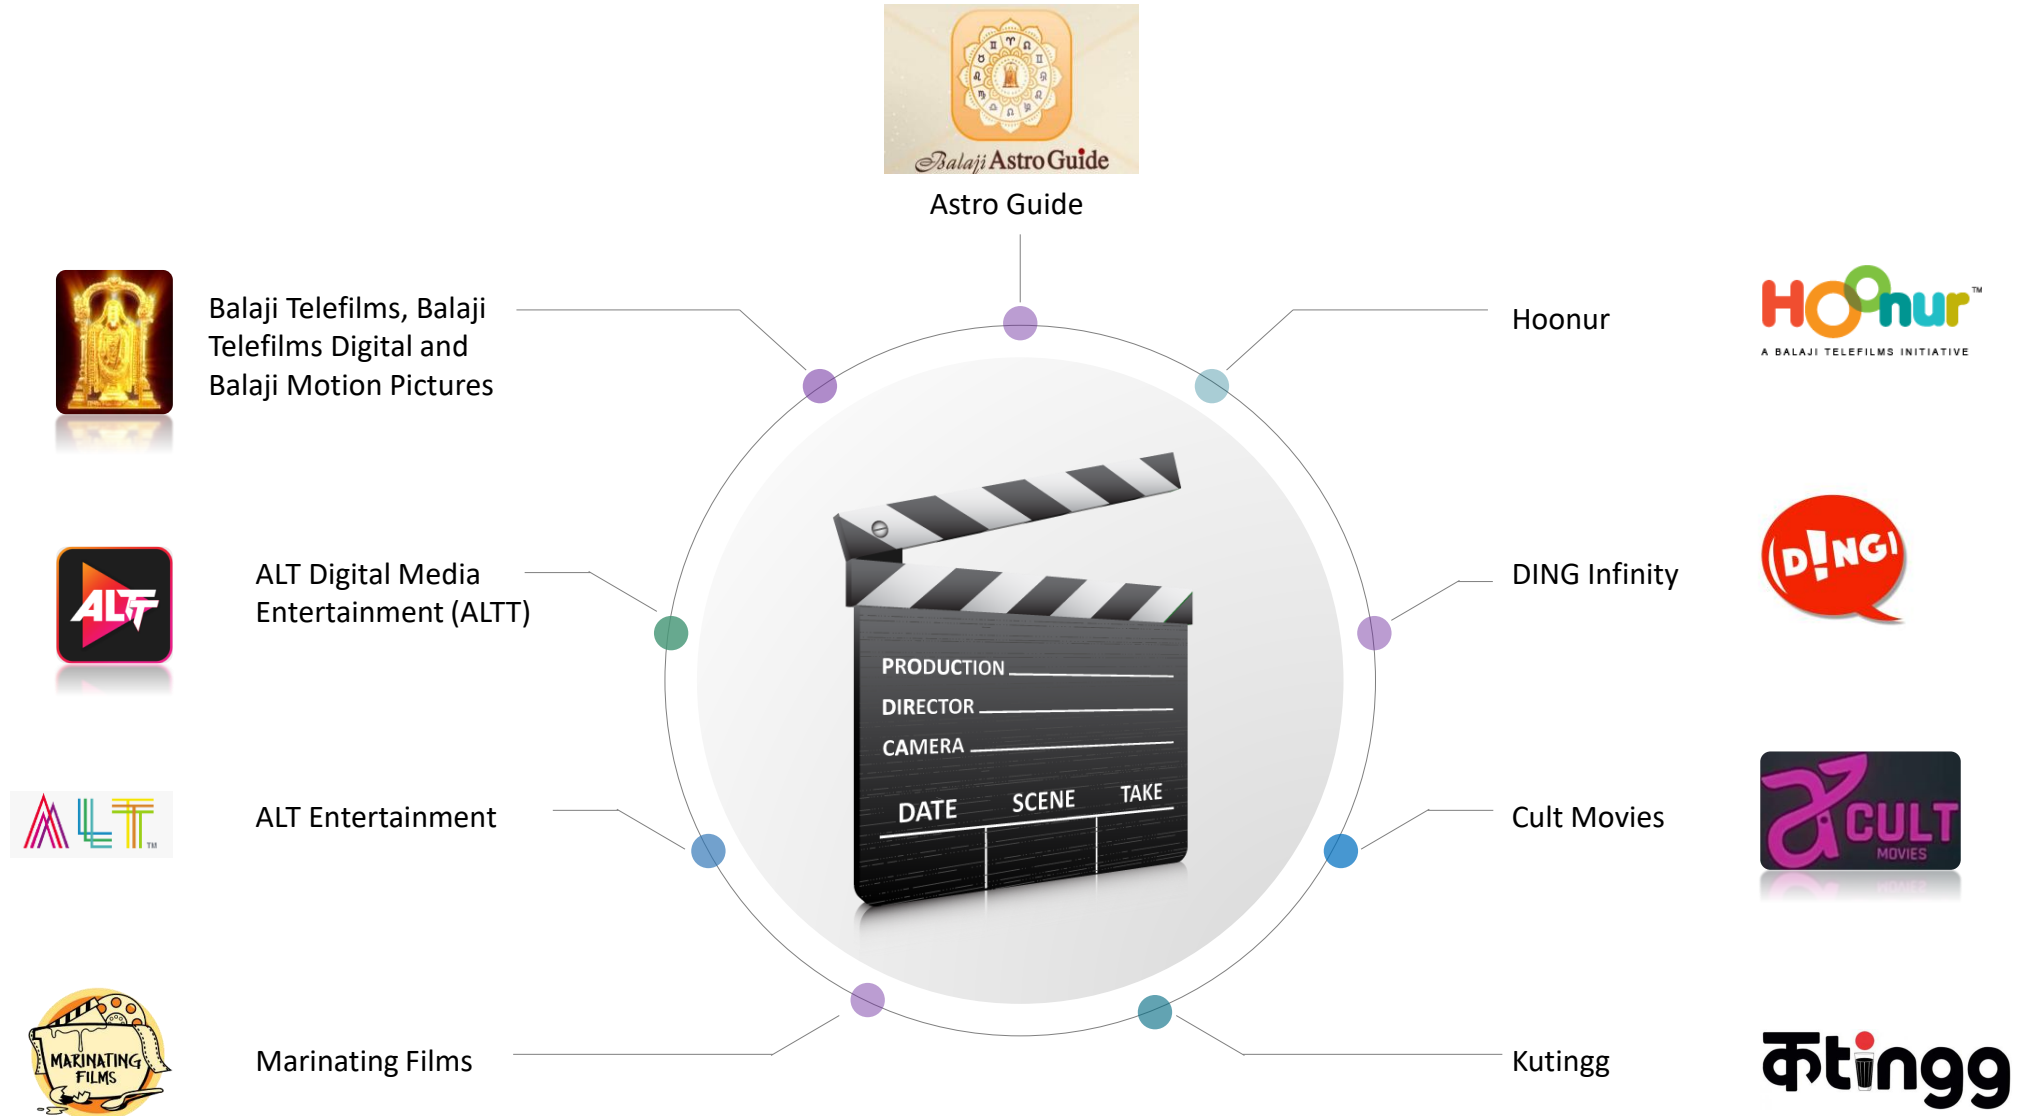 Balaji Astro Guide
Astro Guide
Balaji Telefilms, Balaji
Telefilms Digital and
Balaji Motion Pictures
Hoonur
HOonur™
A BALAJI TELEFILMS INITIATIVE
ALTT
ALT Digital Media
Entertainment (ALTT)
DING Infinity
D!NG
PRODUCTION
DIRECTOR
CAMERA
DATE SCENE TAKE
ALT™
ALT Entertainment
Cult Movies
CULT
MOVIES
MARINATING
FILMS
Marinating Films
Kutingg
कtingg